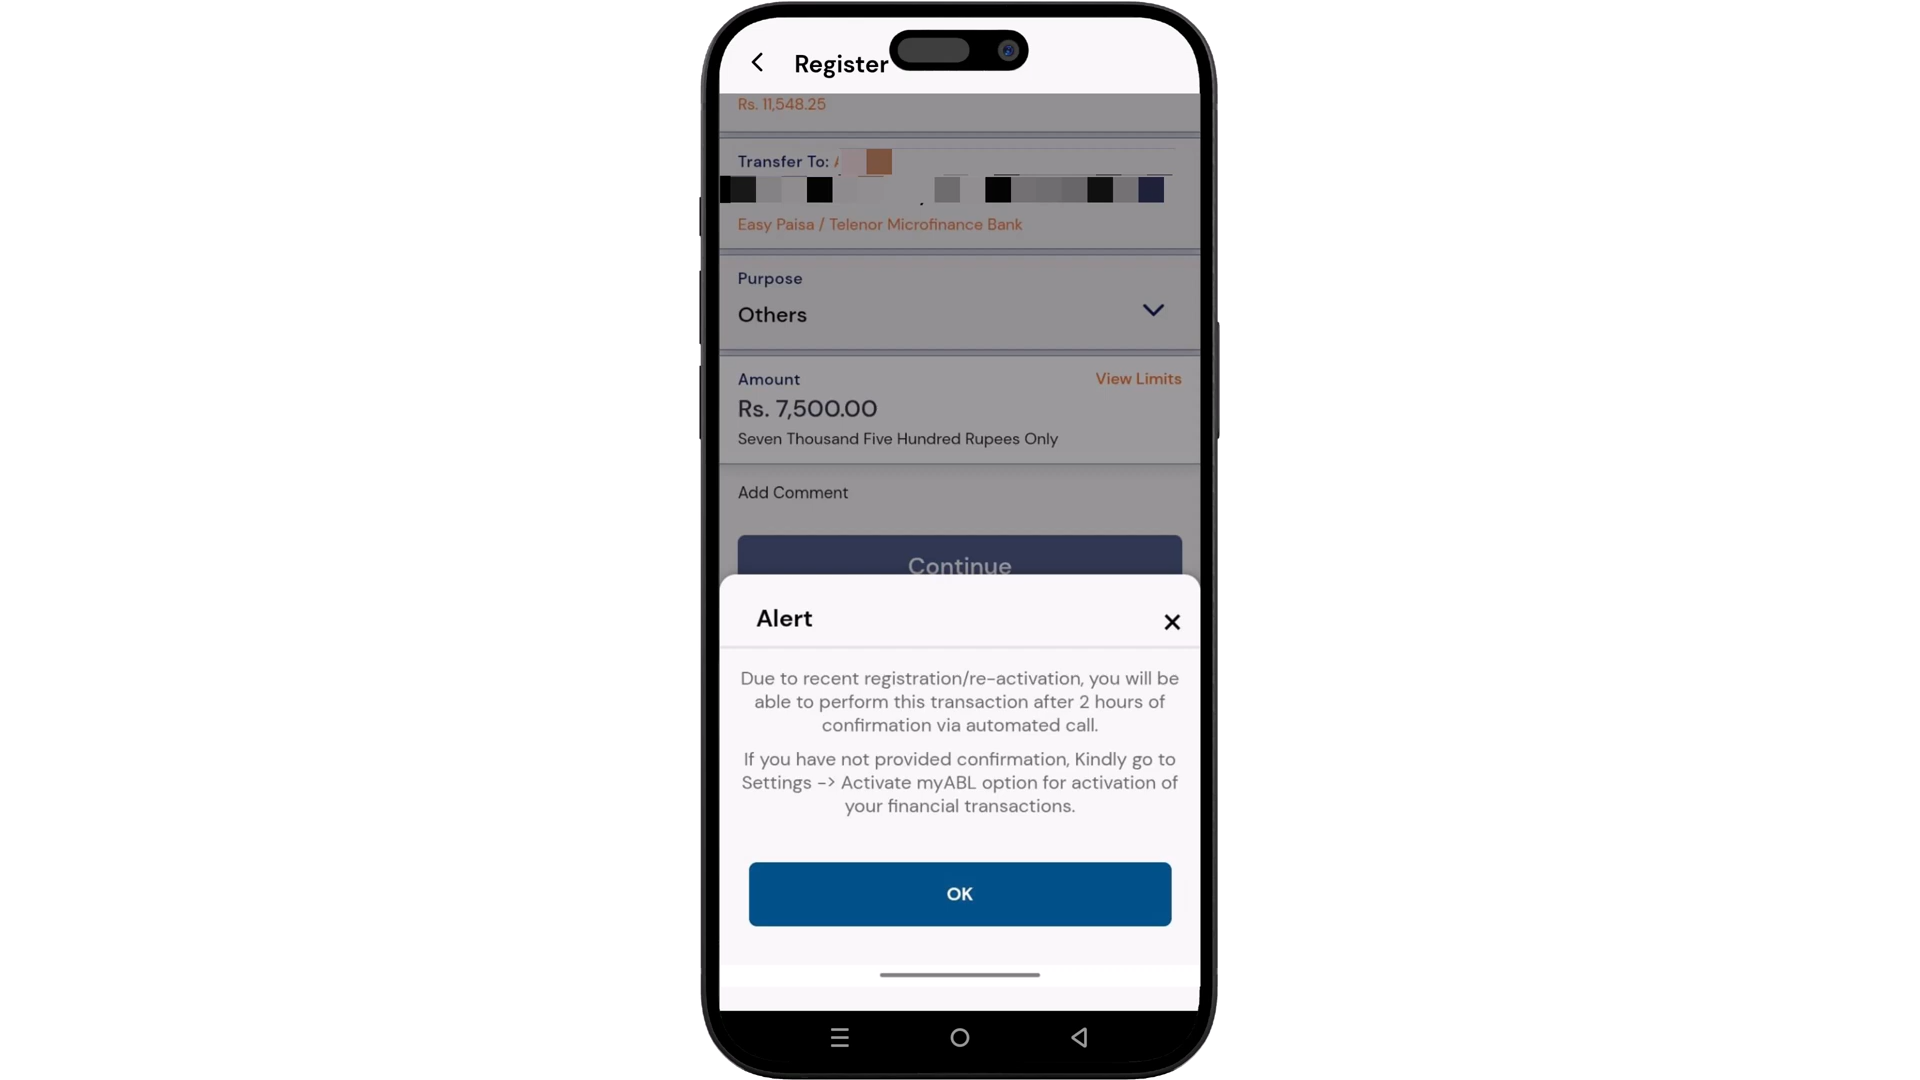 Register
Rs. 11,548.25
Transfer To:
Easy Paisa / Telenor Microfinance Bank
Purpose
Others
Amount
View Limits
Rs. 7,500.00
Seven Thousand Five Hundred Rupees Only
Add Comment
Continue
Alert
Due to recent registration/re-activation, you will be
able to perform this transaction after 2 hours of
confirmation via automated call.
If you have not provided confirmation, Kindly go to
Settings -> Activate myABL option for activation of
your financial transactions.
OK